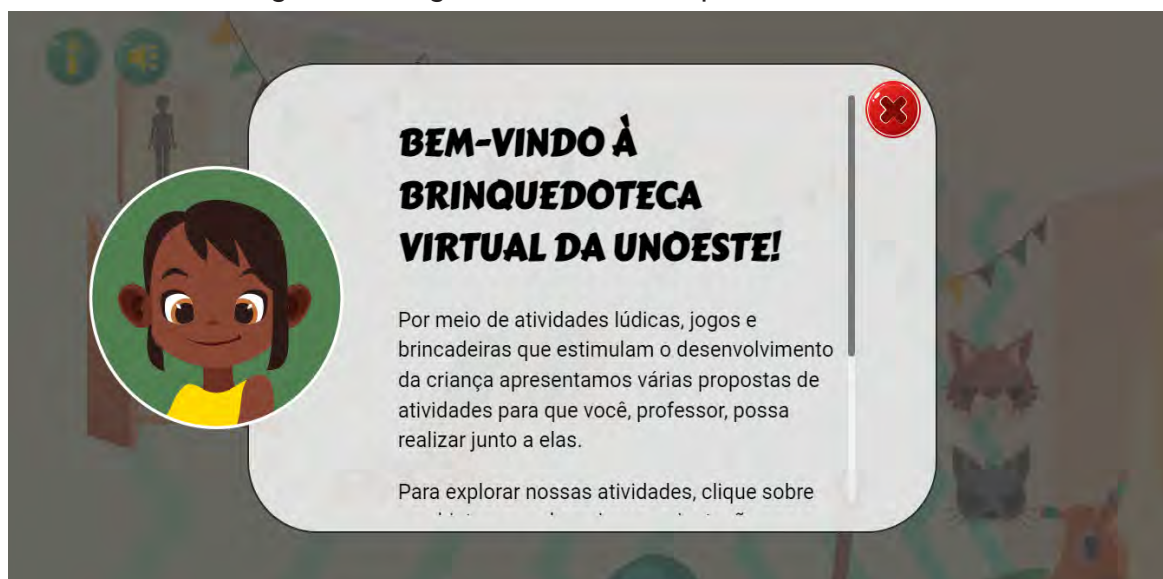 BEM-VINDO À
BRINQUEDOTECA
VIRTUAL DA UNOESTE!
Por meio de atividades lúdicas, jogos e
brincadeiras que estimulam o desenvolvimento
da criança apresentamos várias propostas de
atividades para que você, professor, possa
realizar junto a elas.
Para explorar nossas atividades, clique sobre